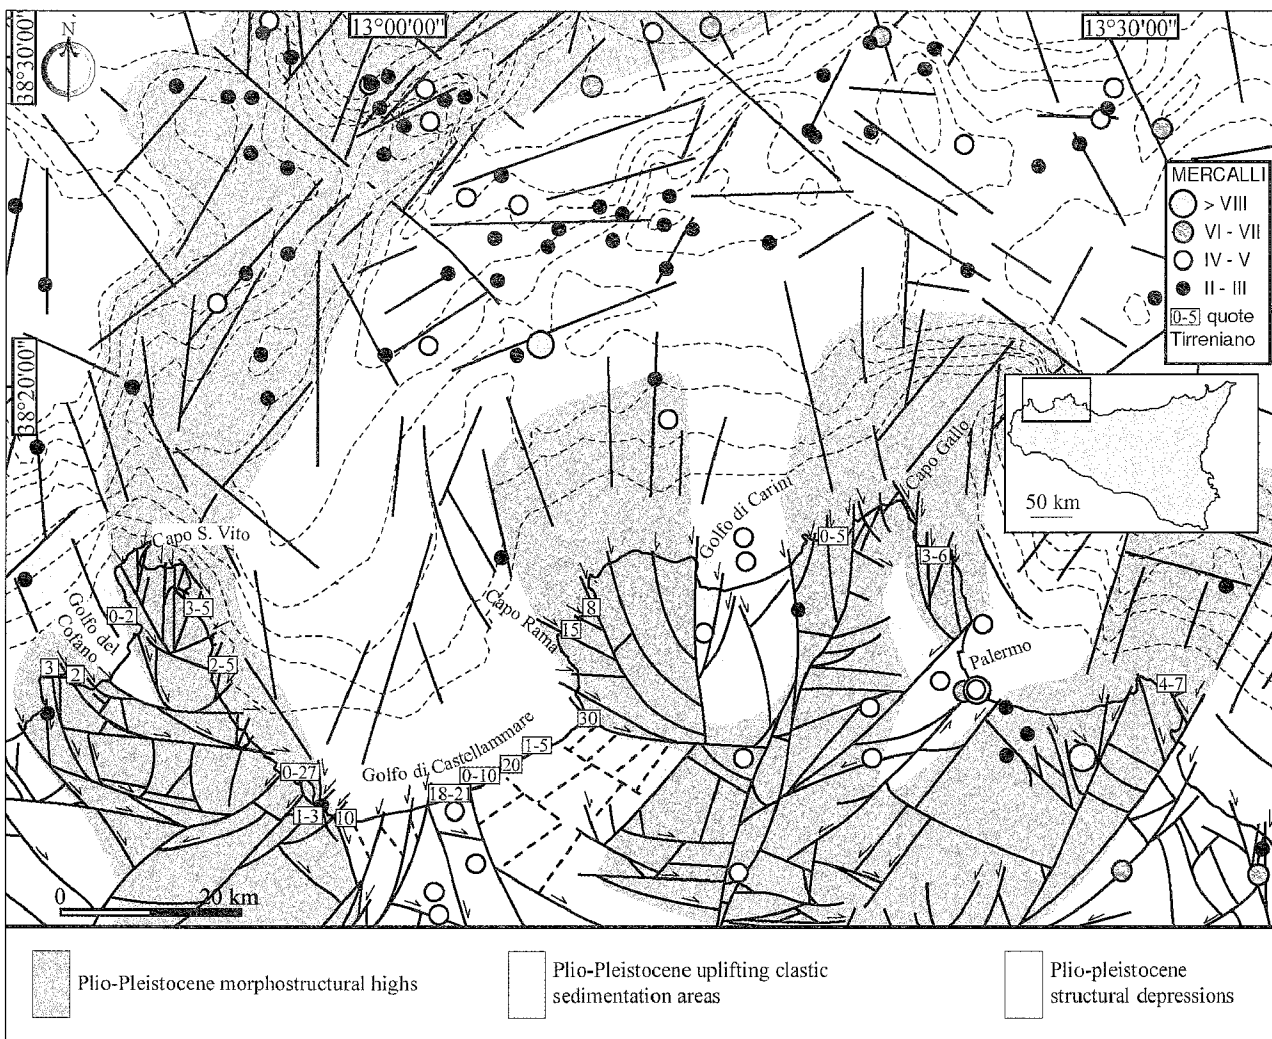 13°00'00"
13°30'00"
38°30'00"
N
MERCALLI
> VIII
VI - VII
IV - V
II - III
0-5 quote
Tirreniano
38°20'00"
50 km
Capo Gallo
Golfo di Carini
0-5
3-6
Capo S. Vito
Golfo del
Cofano
0-2
3-5
2-5
3
2
Capo Rama
8
15
30
Palermo
4-7
Golfo di Castellammare
1-5
20
0-10
18-21
0-27
1-3
10
0 20 km
Plio-Pleistocene morphostructural highs
Plio-Pleistocene uplifting clastic
sedimentation areas
Plio-pleistocene
structural depressions